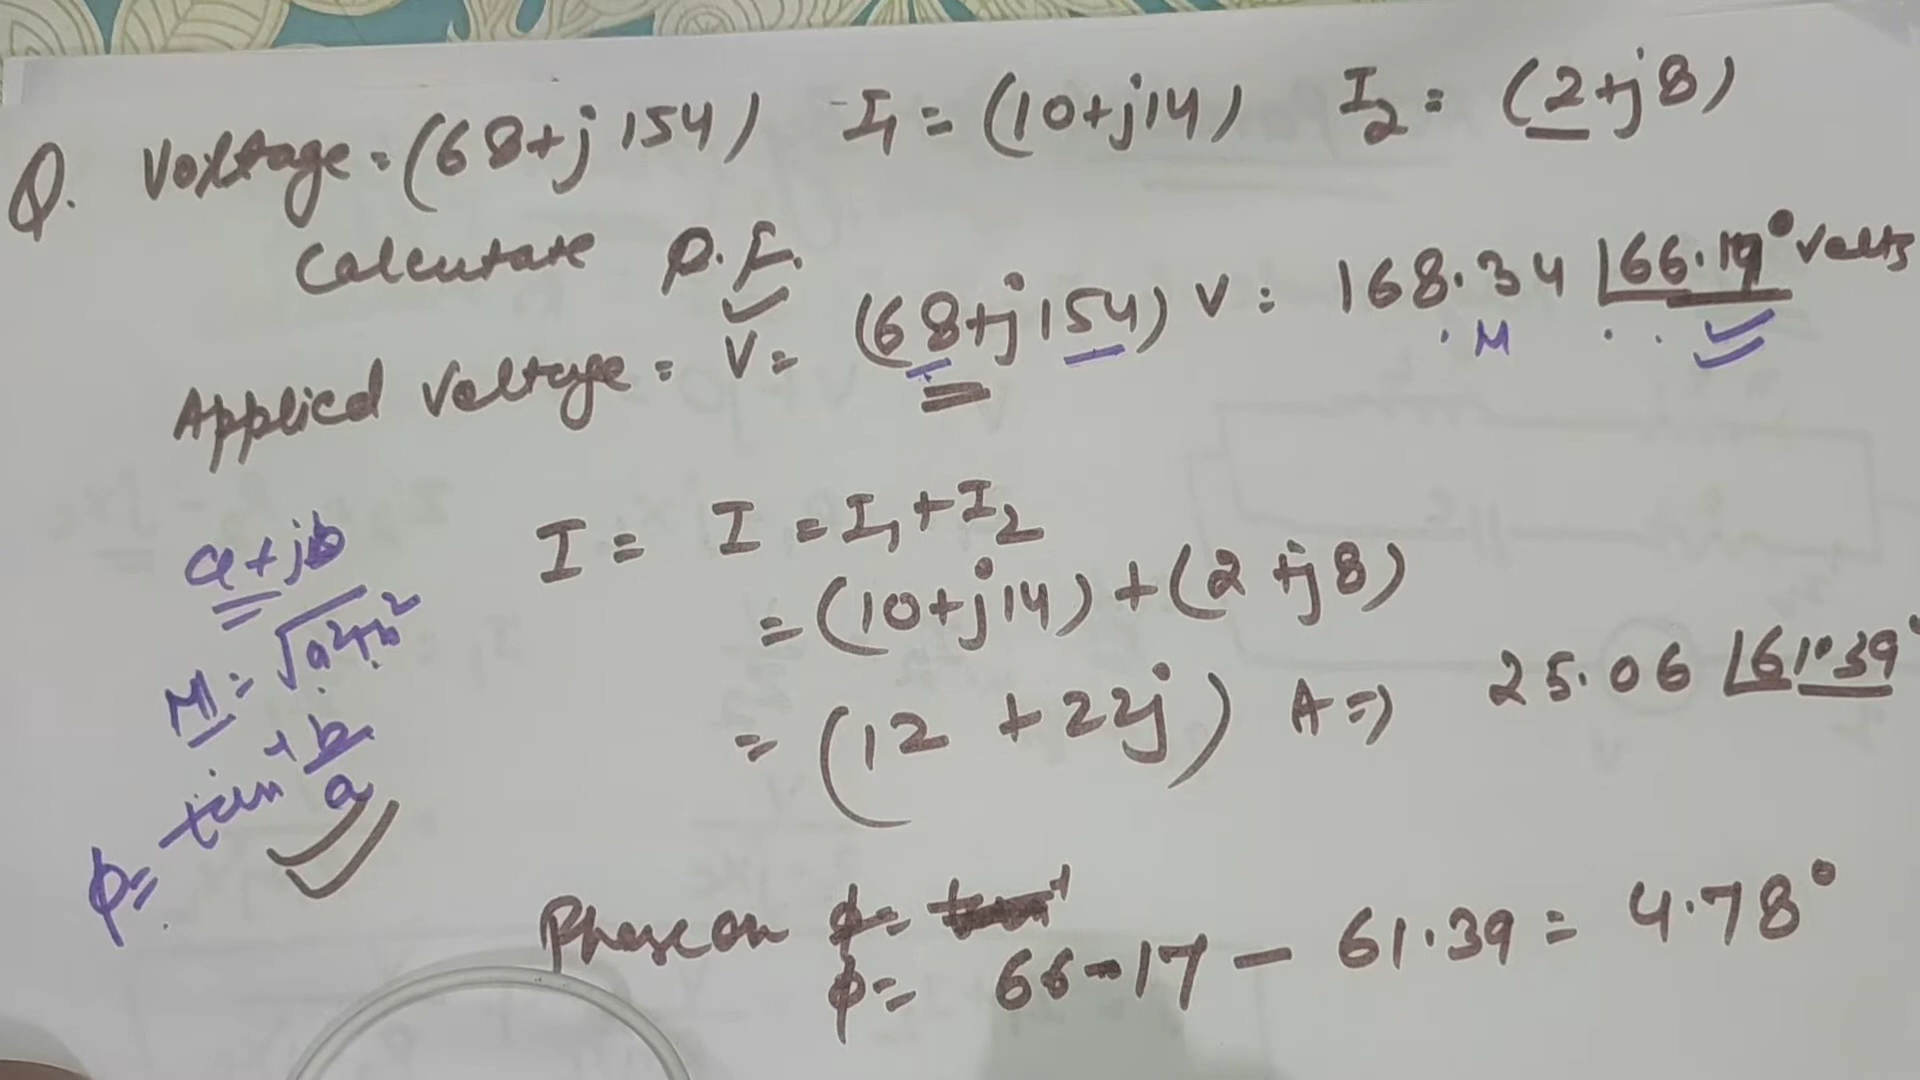 Q. Voltage = (68+j154) I₁ = (10+j14) I₂ = (2+j8)
Calculate P.F.
Applied Voltage = V = (68+j154) V = 168.34 ∠66.17° Volts
M
a+jb
M = √a²+b²
φ = tan⁻¹ b/a
I = I = I₁+I₂
= (10+j14)+(2+j8)
= (12+22j) A ⇒ 25.06 ∠61.39°
φ = tan⁻¹
φ = 66-17 - 61.39 = 4.78°